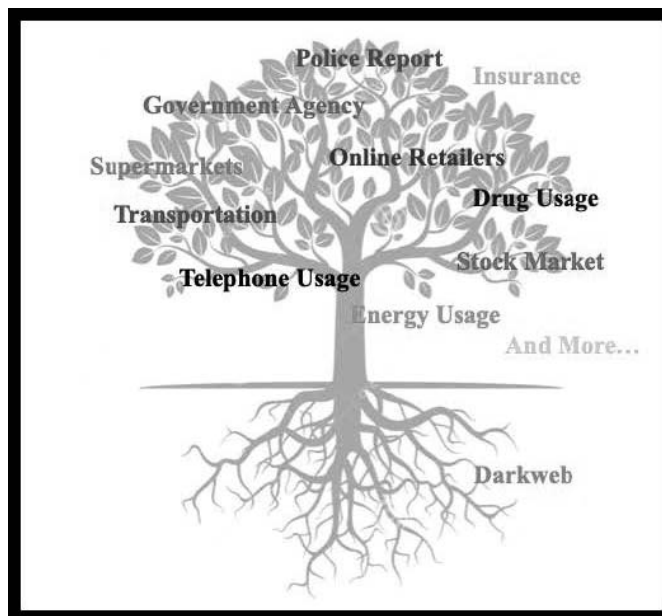 Police Report
Insurance
Government Agency
Online Retailers
Supermarkets
Drug Usage
Transportation
Stock Market
Telephone Usage
Energy Usage
And More...
Darkweb